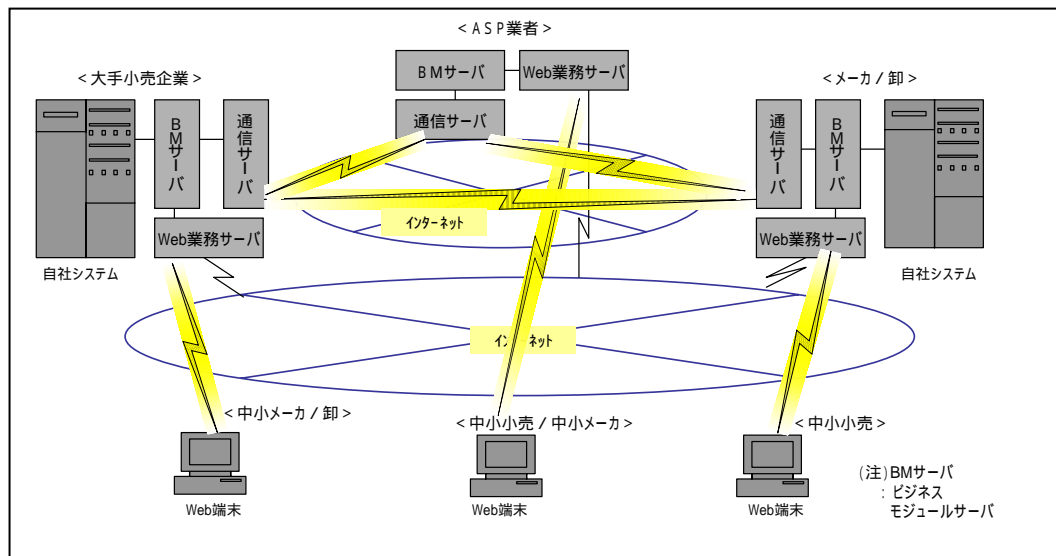 < ASP業者 >
BMサーバ
Web業務サーバ
通信サーバ
< 大手小売企業 >
BMサーバ
通信サーバ
Web業務サーバ
自社システム
< メーカ / 卸 >
通信サーバ
BMサーバ
Web業務サーバ
自社システム
インターネット
インターネット
< 中小メーカ / 卸 >
Web端末
< 中小小売 / 中小メーカ >
Web端末
< 中小小売 >
Web端末
(注)BMサーバ
: ビジネス
モジュールサーバ